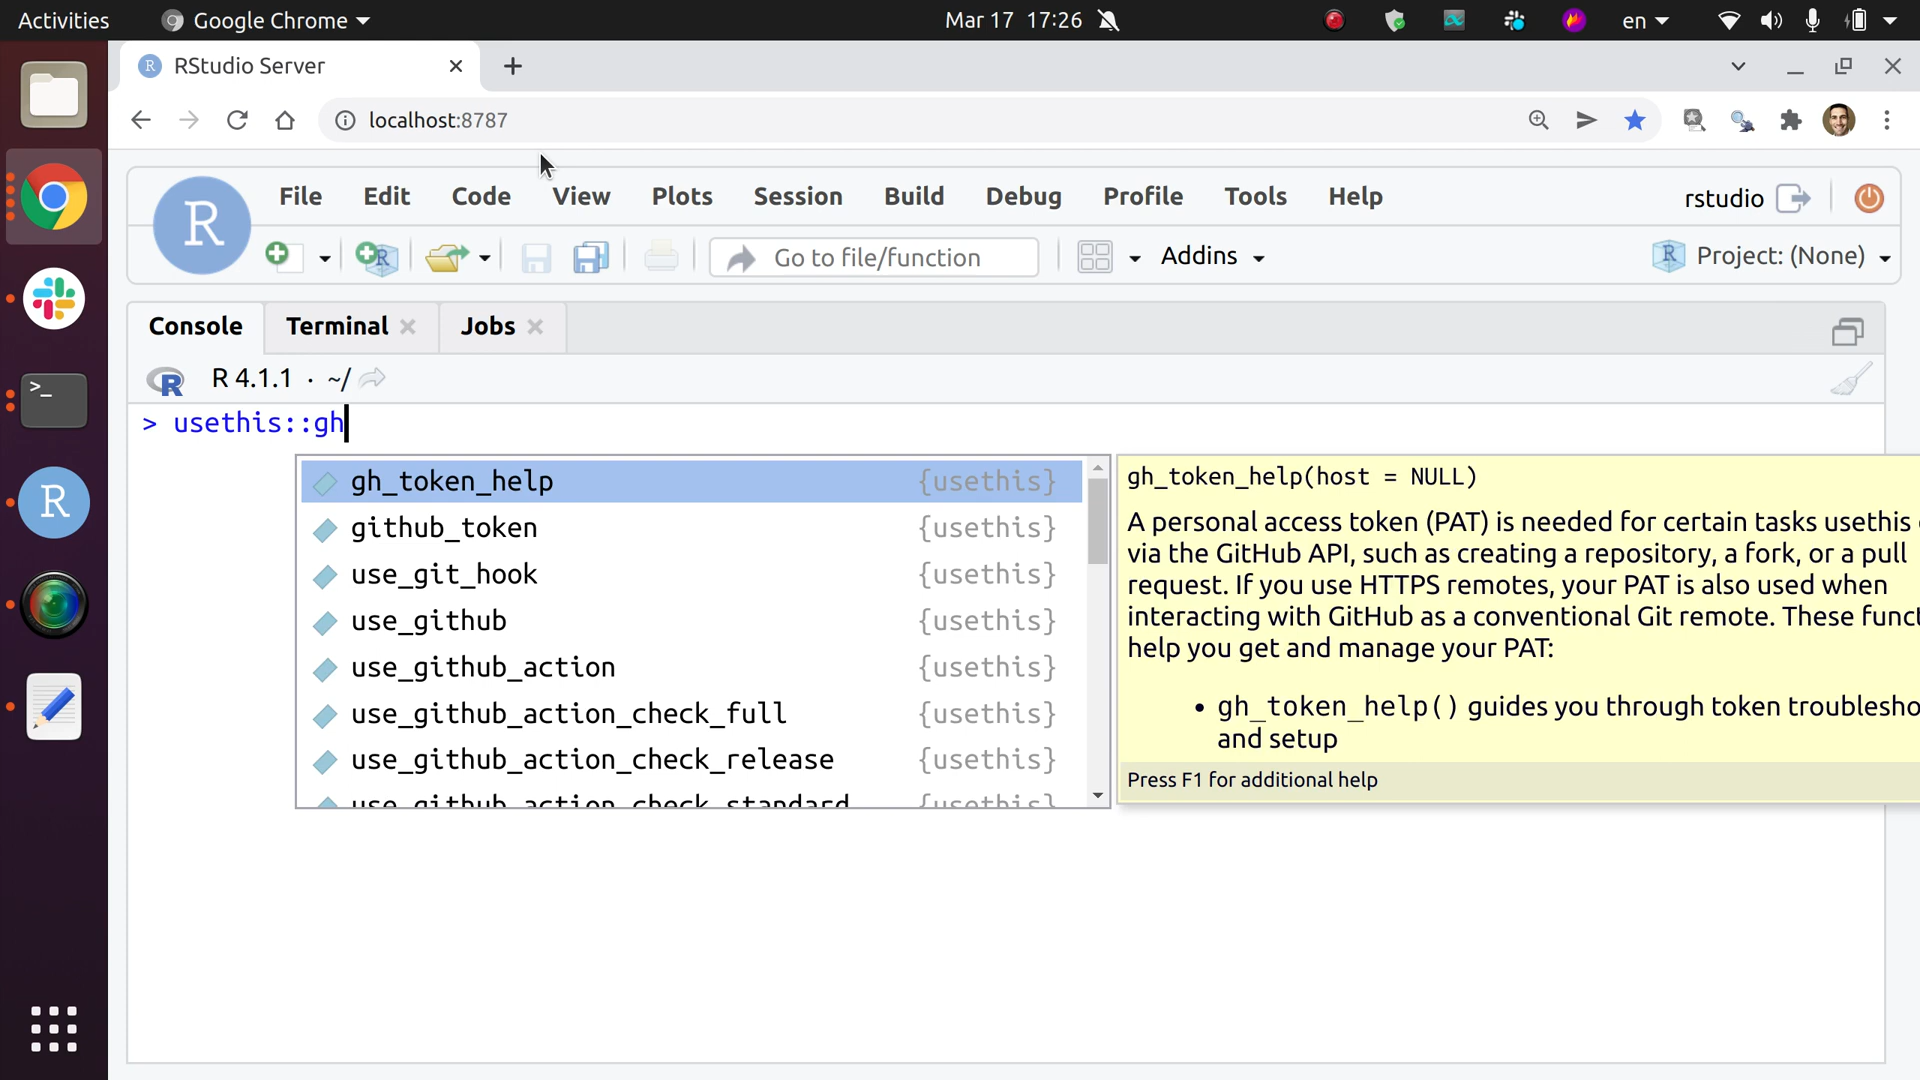 Activities
Google Chrome
Mar 17 17:26
en
RStudio Server
localhost:8787
File Edit Code View Plots Session Build Debug Profile Tools Help
rstudio
Go to file/function
Addins
Project: (None)
Console Terminal Jobs
R 4.1.1 · ~/
> usethis::gh
gh_token_help {usethis}
github_token {usethis}
use_git_hook {usethis}
use_github {usethis}
use_github_action {usethis}
use_github_action_check_full {usethis}
use_github_action_check_release {usethis}
use_github_action_check_standard {usethis}
gh_token_help(host = NULL)
A personal access token (PAT) is needed for certain tasks usethis
via the GitHub API, such as creating a repository, a fork, or a pull
request. If you use HTTPS remotes, your PAT is also used when
interacting with GitHub as a conventional Git remote. These funct
help you get and manage your PAT:
• gh_token_help() guides you through token troublesho
and setup
Press F1 for additional help